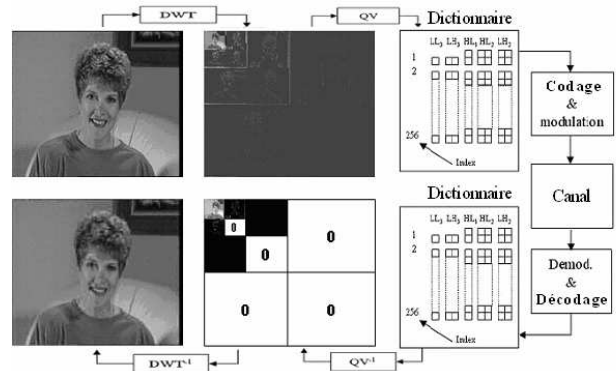 DWT
QV
Dictionnaire
LL₃ LH₃ HL₃ HL₂ LH₂
1
2
256
Index
Codage
&
modulation
Canal
Demod.
&
Décodage
Dictionnaire
LL₃ LH₃ HL₃ HL₂ LH₂
1
2
256
Index
0
0
0
0
0
DWT⁻¹
QV⁻¹